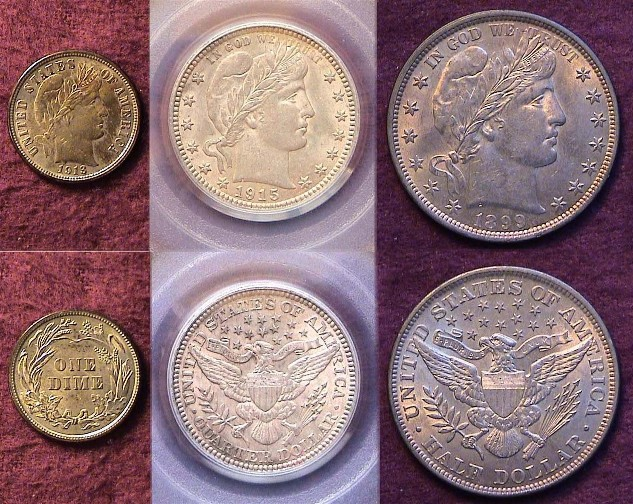 UNITED STATES OF AMERICA
1913
IN GOD WE TRUST
1915
IN GOD WE TRUST
1899
ONE
DIME
UNITED STATES OF AMERICA
QUARTER DOLLAR
UNITED STATES OF AMERICA
HALF DOLLAR